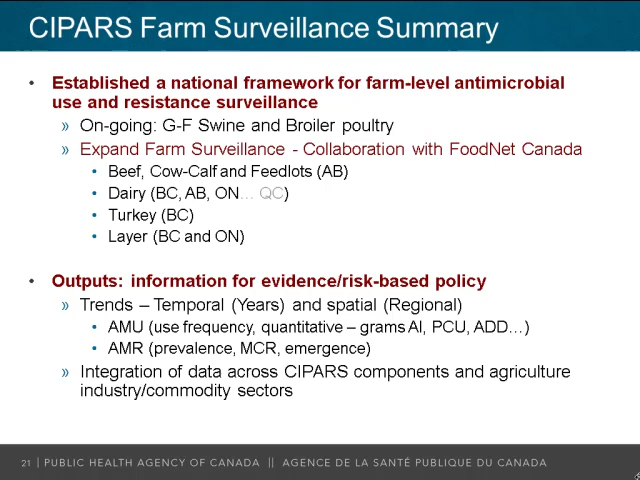 CIPARS Farm Surveillance Summary
• Established a national framework for farm-level antimicrobial
use and resistance surveillance
» On-going: G-F Swine and Broiler poultry
» Expand Farm Surveillance - Collaboration with FoodNet Canada
• Beef, Cow-Calf and Feedlots (AB)
• Dairy (BC, AB, ON… QC)
• Turkey (BC)
• Layer (BC and ON)
• Outputs: information for evidence/risk-based policy
» Trends – Temporal (Years) and spatial (Regional)
• AMU (use frequency, quantitative – grams AI, PCU, ADD…)
• AMR (prevalence, MCR, emergence)
» Integration of data across CIPARS components and agriculture
industry/commodity sectors
21 | PUBLIC HEALTH AGENCY OF CANADA || AGENCE DE LA SANTÉ PUBLIQUE DU CANADA